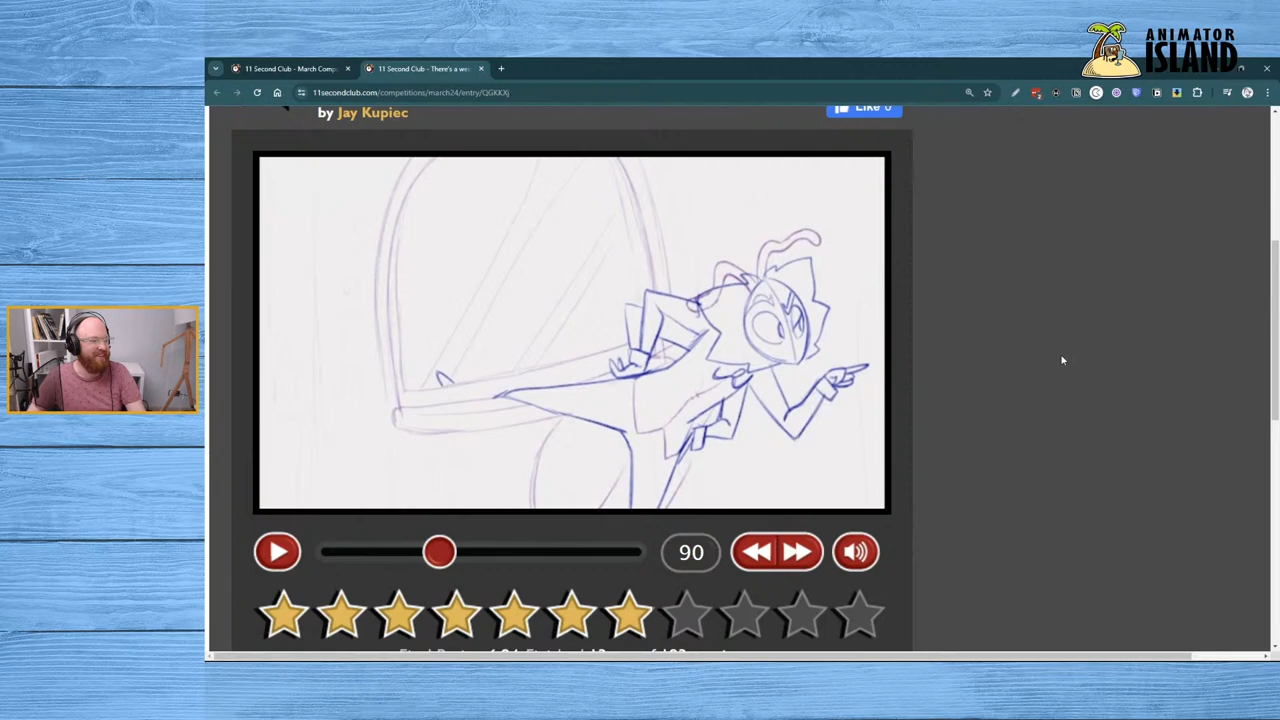 ANIMATOR
ISLAND
11 Second Club - March Comp
11 Second Club - There's a we
11secondclub.com/competitions/march24/entry/QGKKXj
by Jay Kupiec
Like 0
90